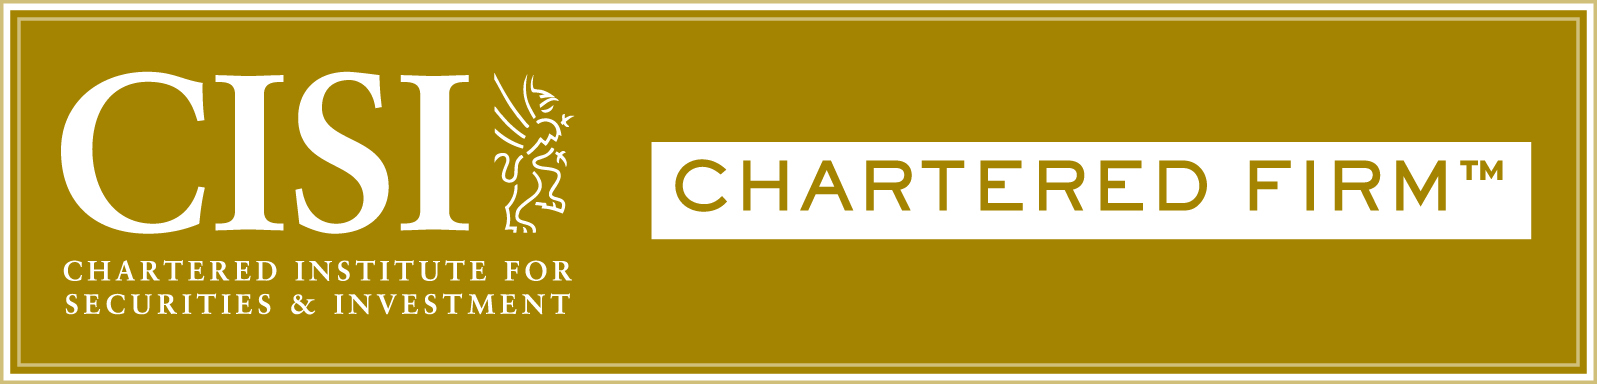 CISI
CHARTERED INSTITUTE FOR
SECURITIES & INVESTMENT
CHARTERED FIRM™